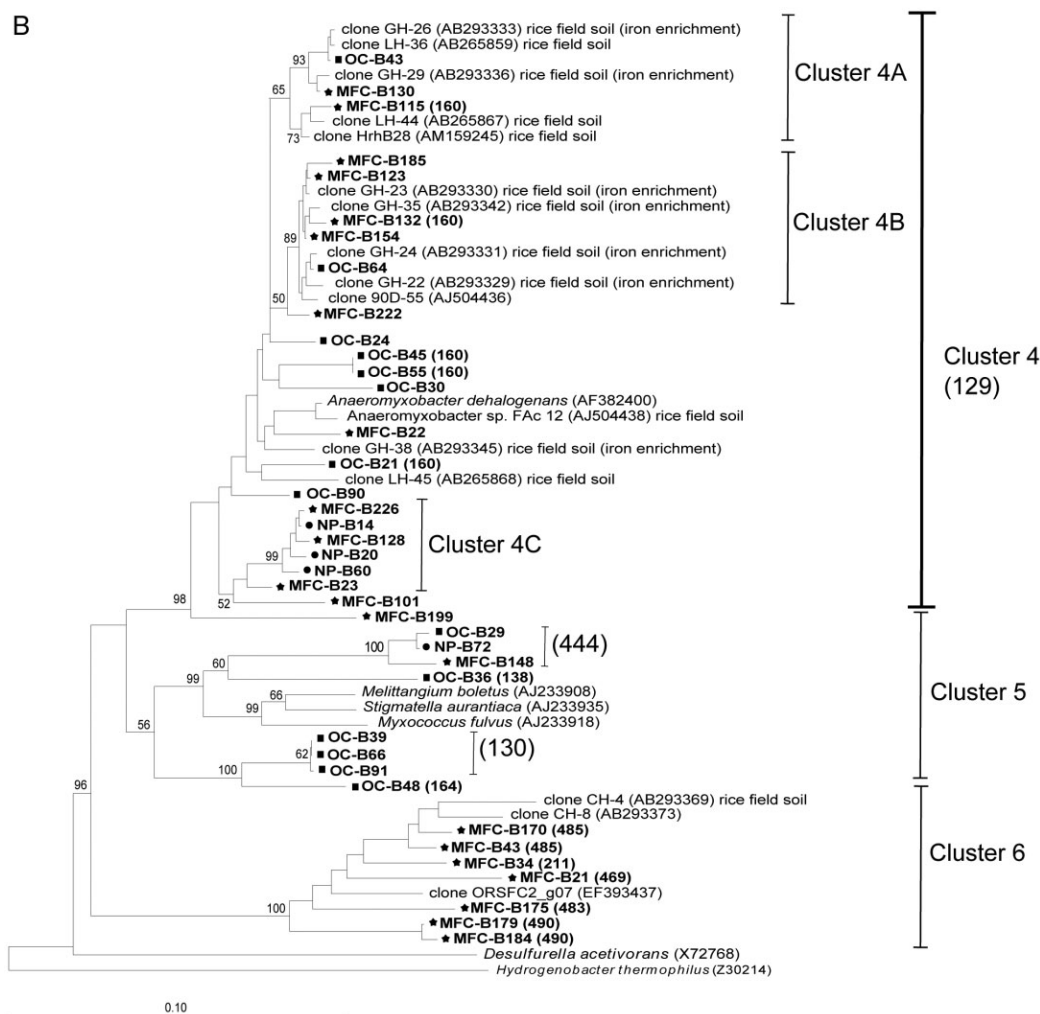 B
clone GH-26 (AB293333) rice field soil (iron enrichment)
clone LH-36 (AB265859) rice field soil
93
OC-B43
clone GH-29 (AB293336) rice field soil (iron enrichment)
Cluster 4A
65
MFC-B130
MFC-B115 (160)
clone LH-44 (AB265867) rice field soil
73
clone HrhB28 (AM159245) rice field soil
MFC-B185
MFC-B123
clone GH-23 (AB293330) rice field soil (iron enrichment)
clone GH-35 (AB293342) rice field soil (iron enrichment)
MFC-B132 (160)
Cluster 4B
89
MFC-B154
clone GH-24 (AB293331) rice field soil (iron enrichment)
OC-B64
clone GH-22 (AB293329) rice field soil (iron enrichment)
50
clone 90D-55 (AJ504436)
MFC-B222
OC-B24
OC-B45 (160)
Cluster 4
(129)
OC-B55 (160)
OC-B30
Anaeromyxobacter dehalogenans (AF382400)
Anaeromyxobacter sp. FAc 12 (AJ504438) rice field soil
MFC-B22
clone GH-38 (AB293345) rice field soil (iron enrichment)
OC-B21 (160)
clone LH-45 (AB265868) rice field soil
OC-B90
MFC-B226
NP-B14
MFC-B128
Cluster 4C
99
NP-B20
NP-B60
MFC-B23
98
52
MFC-B101
MFC-B199
OC-B29
100
NP-B72
(444)
MFC-B148
60
OC-B36 (138)
99
Melittangium boletus (AJ233908)
Cluster 5
66
Stigmatella aurantiaca (AJ233935)
99
Myxococcus fulvus (AJ233918)
56
OC-B39
62
OC-B66
(130)
OC-B91
100
OC-B48 (164)
96
clone CH-4 (AB293369) rice field soil
clone CH-8 (AB293373)
MFC-B170 (485)
MFC-B43 (485)
Cluster 6
MFC-B34 (211)
MFC-B21 (469)
clone ORSFC2_g07 (EF393437)
100
MFC-B175 (483)
MFC-B179 (490)
MFC-B184 (490)
Desulfurella acetivorans (X72768)
Hydrogenobacter thermophilus (Z30214)
0.10